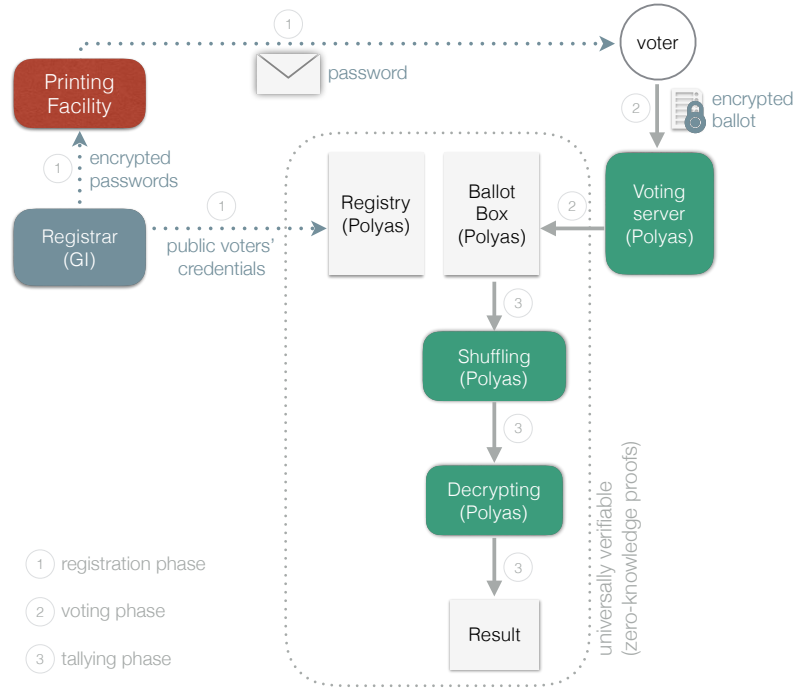 1
voter
Printing
Facility
password
2
encrypted
ballot
1
encrypted
passwords
Registrar
(GI)
1
public voters'
credentials
Registry
(Polyas)
Ballot
Box
(Polyas)
2
Voting
server
(Polyas)
3
Shuffling
(Polyas)
3
Decrypting
(Polyas)
3
Result
universally verifiable
(zero-knowledge proofs)
1 registration phase
2 voting phase
3 tallying phase